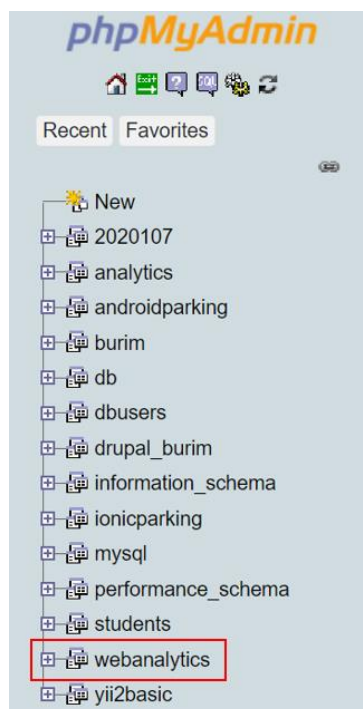 phpMyAdmin
Recent Favorites
New
2020107
analytics
androidparking
burim
db
dbusers
drupal_burim
information_schema
ionicparking
mysql
performance_schema
students
webanalytics
yii2basic